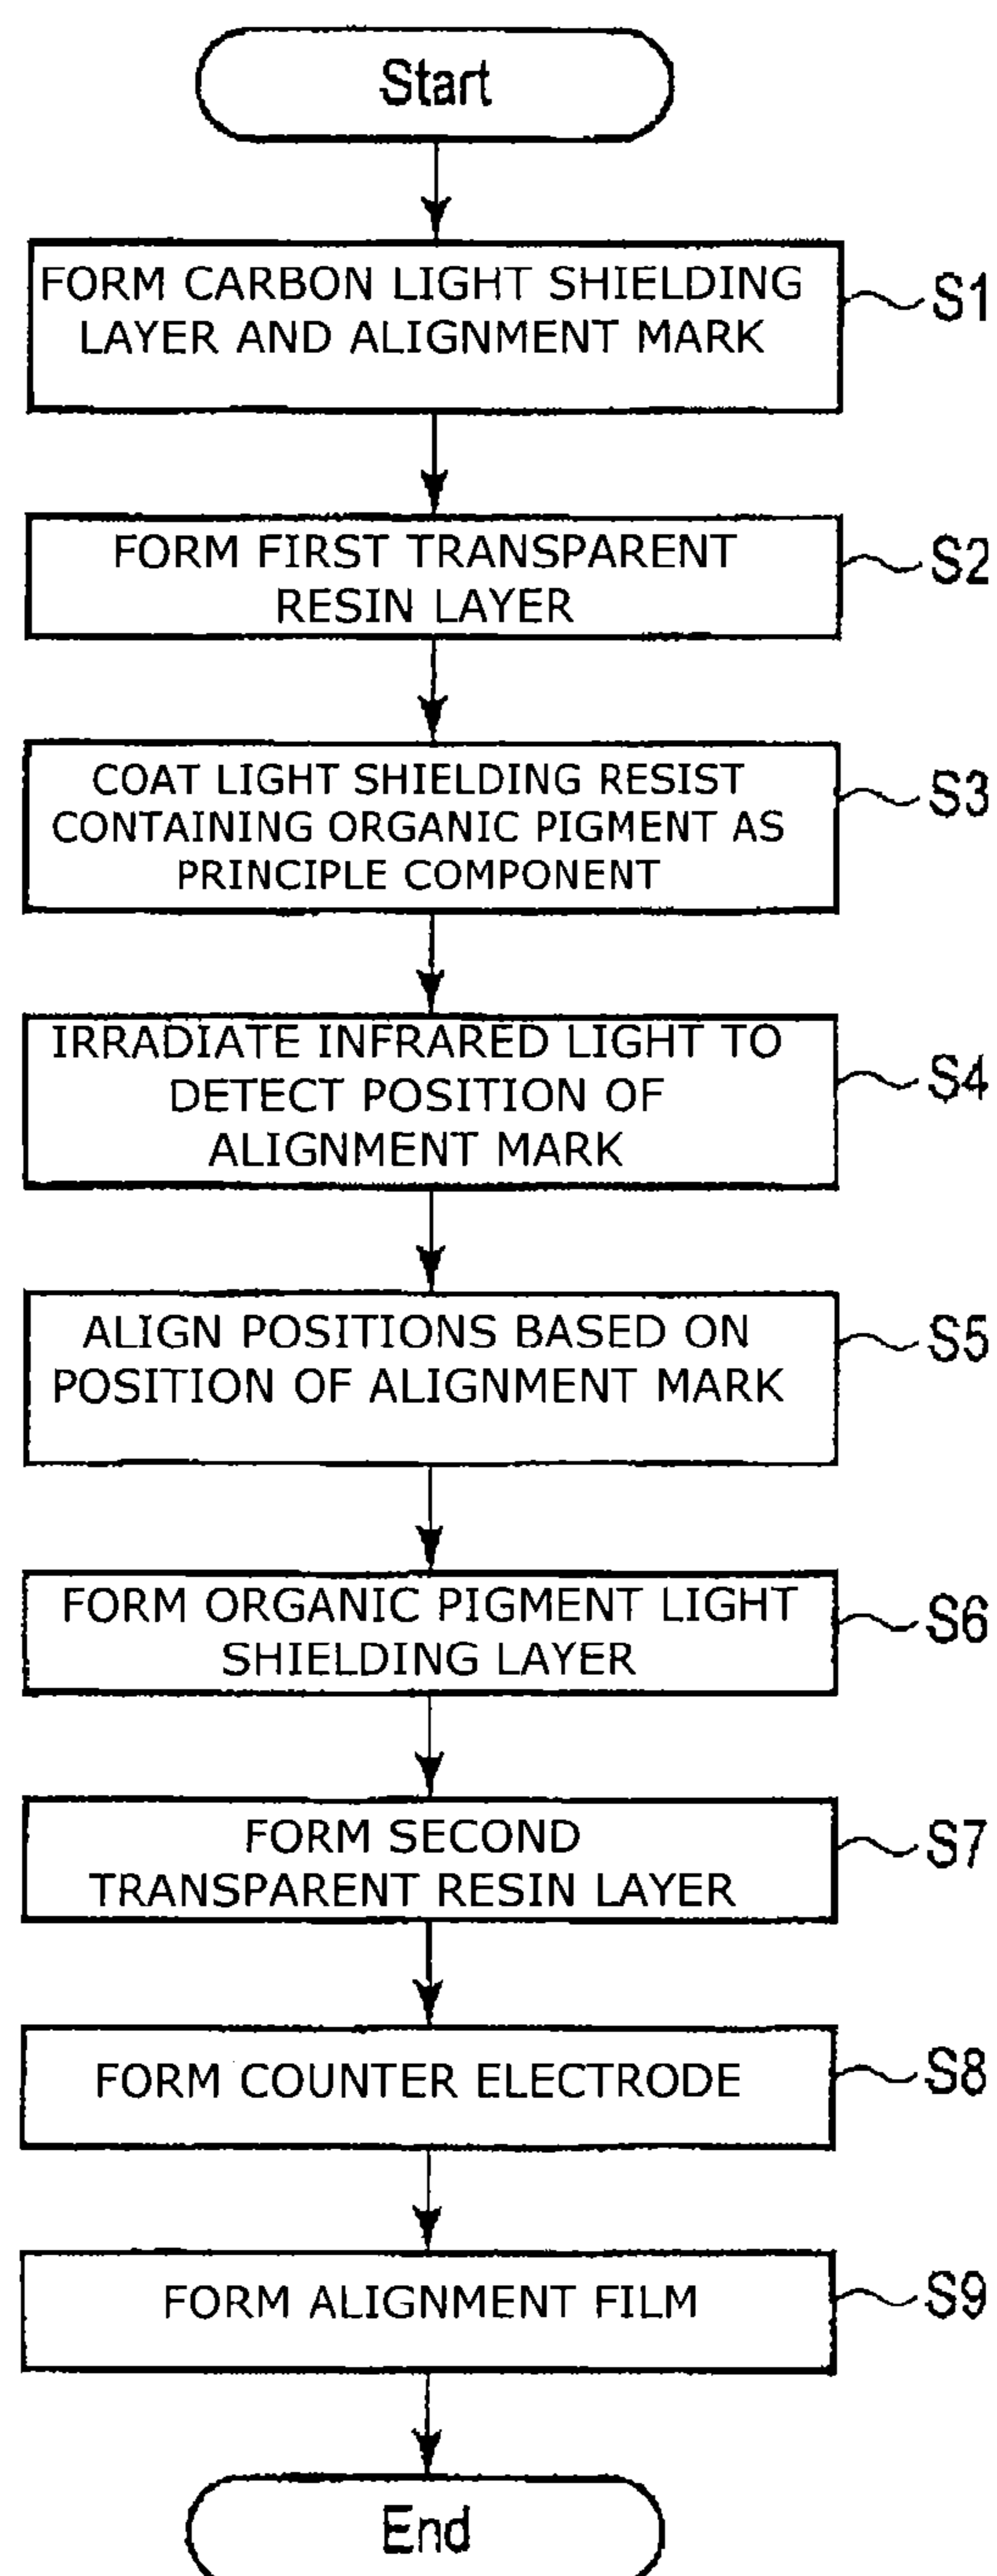 Start
FORM CARBON LIGHT SHIELDING
LAYER AND ALIGNMENT MARK
S1
FORM FIRST TRANSPARENT
RESIN LAYER
S2
COAT LIGHT SHIELDING RESIST
CONTAINING ORGANIC PIGMENT AS
PRINCIPLE COMPONENT
S3
IRRADIATE INFRARED LIGHT TO
DETECT POSITION OF
ALIGNMENT MARK
S4
ALIGN POSITIONS BASED ON
POSITION OF ALIGNMENT MARK
S5
FORM ORGANIC PIGMENT LIGHT
SHIELDING LAYER
S6
FORM SECOND
TRANSPARENT RESIN LAYER
S7
FORM COUNTER ELECTRODE
S8
FORM ALIGNMENT FILM
S9
End